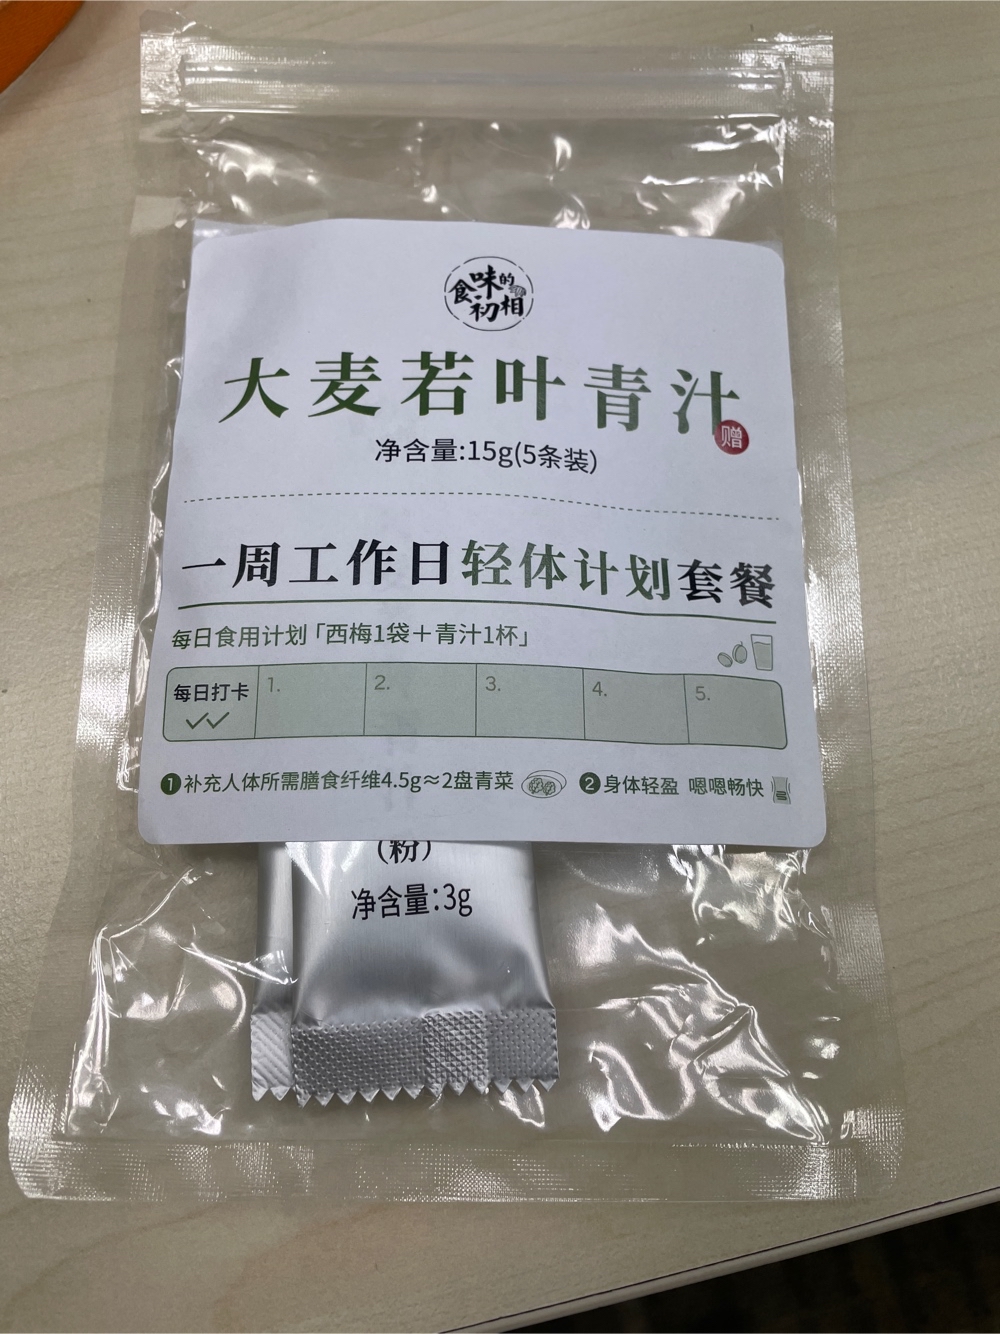 食味的
初相
大麦若叶青汁
赠
净含量:15g(5条装)
一周工作日轻体计划套餐
每日食用计划「西梅1袋＋青汁1杯」
每日打卡 1. 2. 3. 4. 5.
❶补充人体所需膳食纤维4.5g≈2盘青菜 ❷身体轻盈 嗯嗯畅快
(粉)
净含量:3g